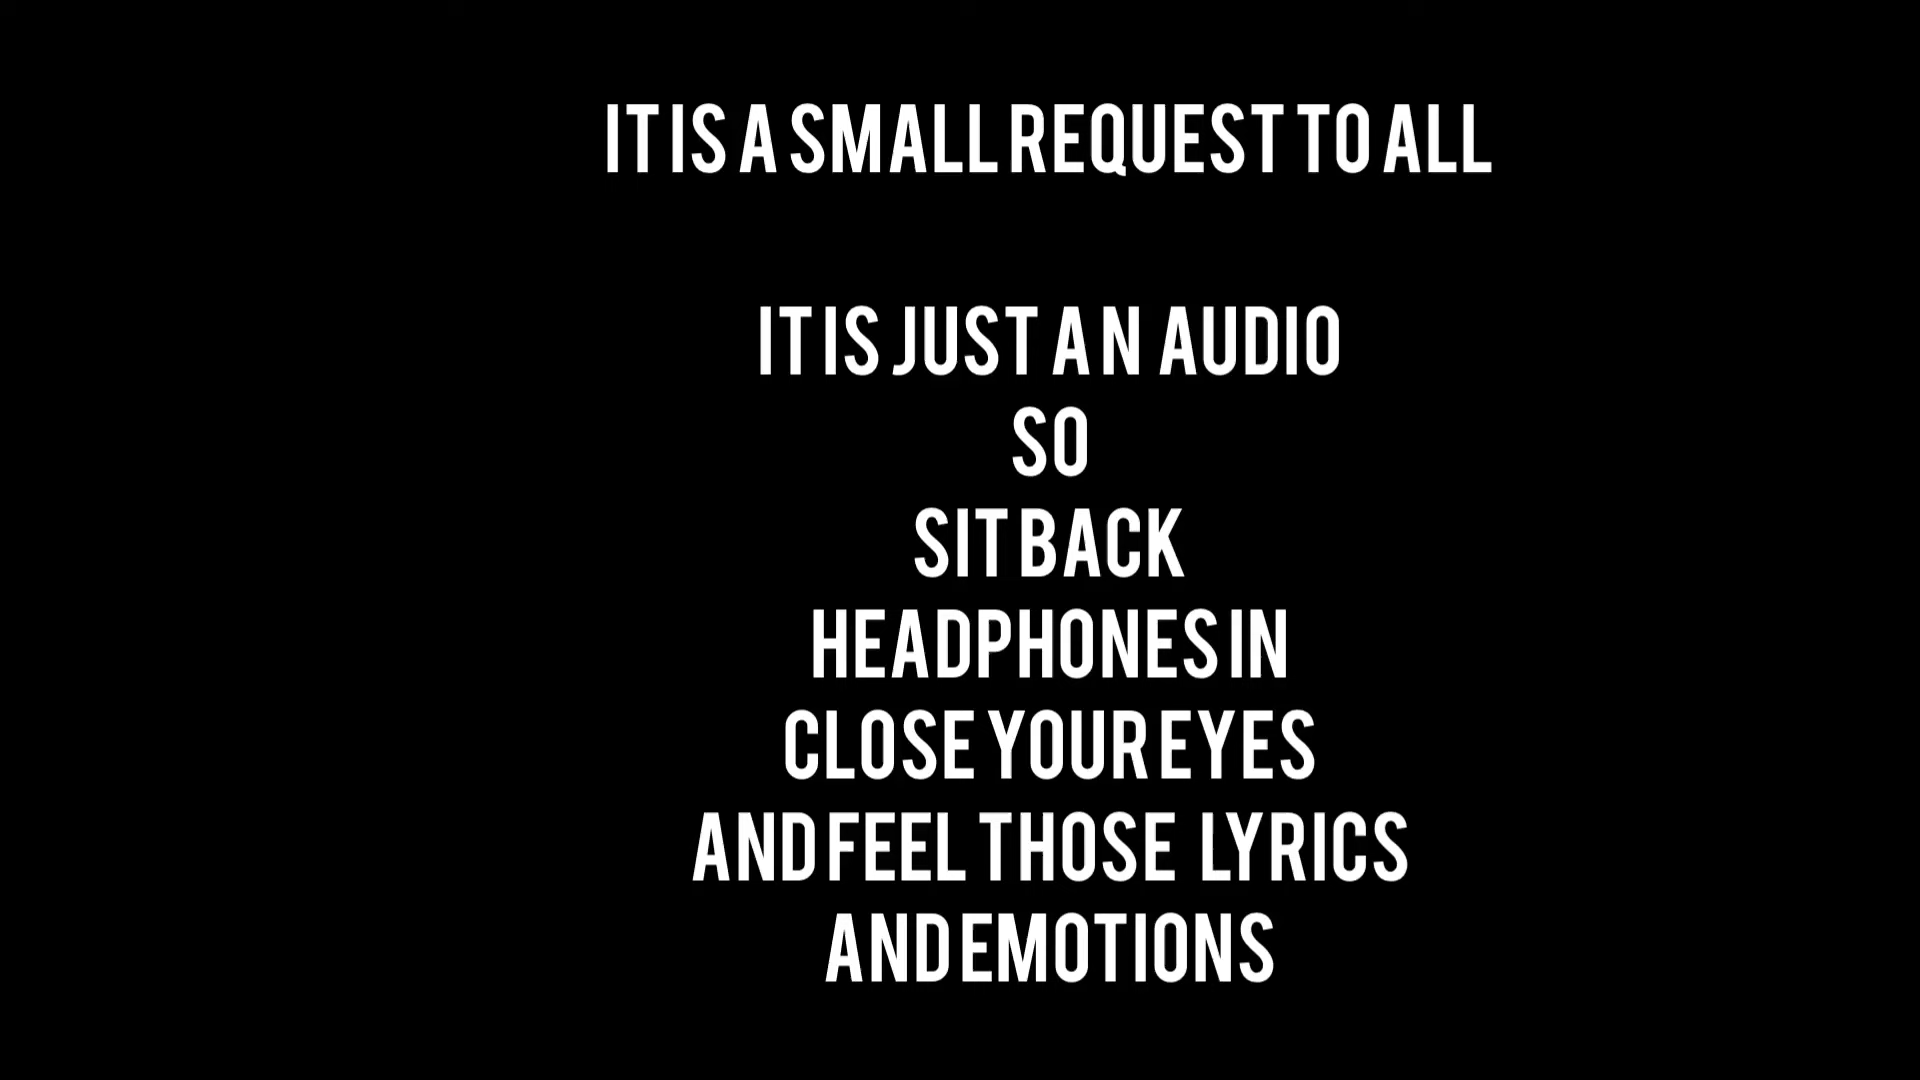 IT IS A SMALL REQUEST TO ALL
IT IS JUST AN AUDIO
SO
SIT BACK
HEADPHONES IN
CLOSE YOUR EYES
AND FEEL THOSE LYRICS
AND EMOTIONS